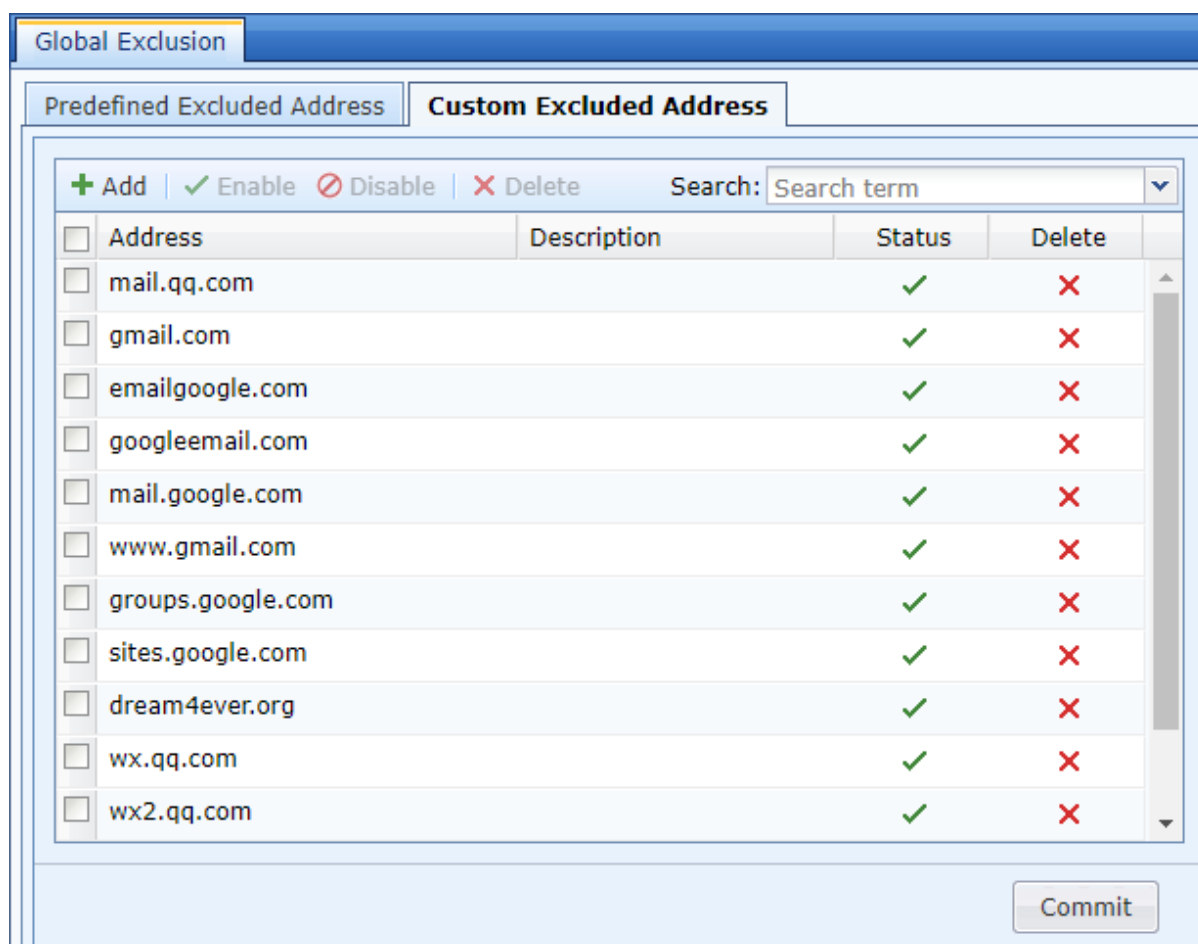 Global Exclusion
Predefined Excluded Address Custom Excluded Address
Add Enable Disable Delete Search: Search term
Address Description Status Delete
mail.qq.com
gmail.com
emailgoogle.com
googleemail.com
mail.google.com
www.gmail.com
groups.google.com
sites.google.com
dream4ever.org
wx.qq.com
wx2.qq.com
Commit